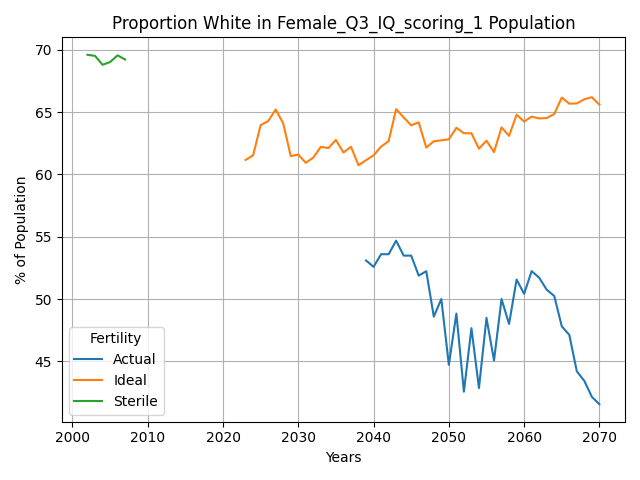 Proportion White in Female_Q3_IQ_scoring_1 Population
% of Population
70
65
60
55
50
45
Fertility
Actual
Ideal
Sterile
2000 2010 2020 2030 2040 2050 2060 2070
Years